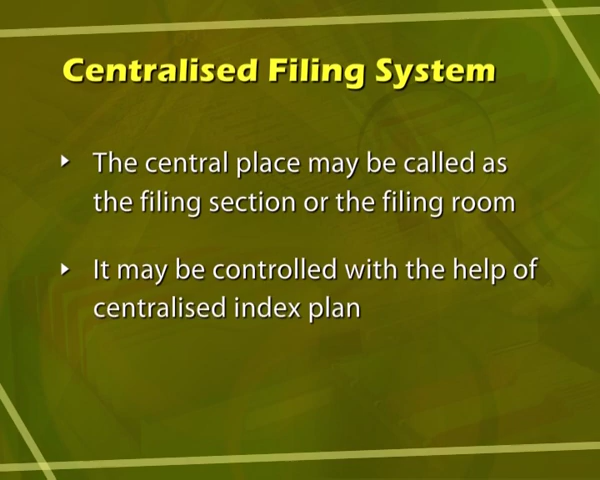 Centralised Filing System
The central place may be called as
the filing section or the filing room
It may be controlled with the help of
centralised index plan